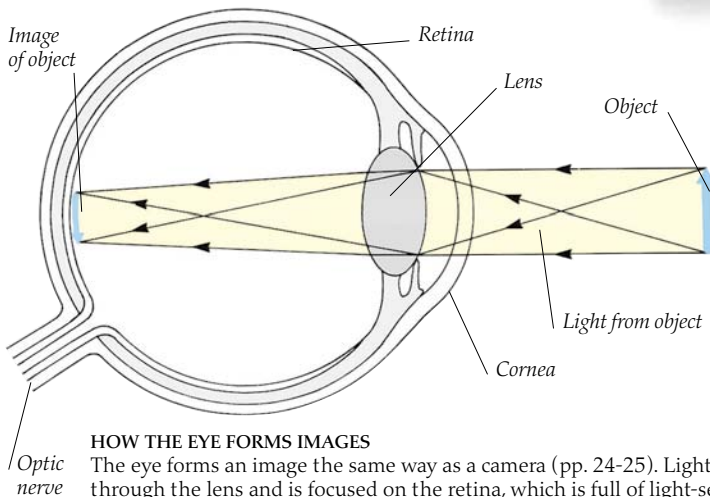 Image
of object
Retina
Lens
Object
Light from object
Cornea
Optic
nerve
HOW THE EYE FORMS IMAGES
The eye forms an image the same way as a camera (pp. 24-25). Light
through the lens and is focused on the retina, which is full of light-se